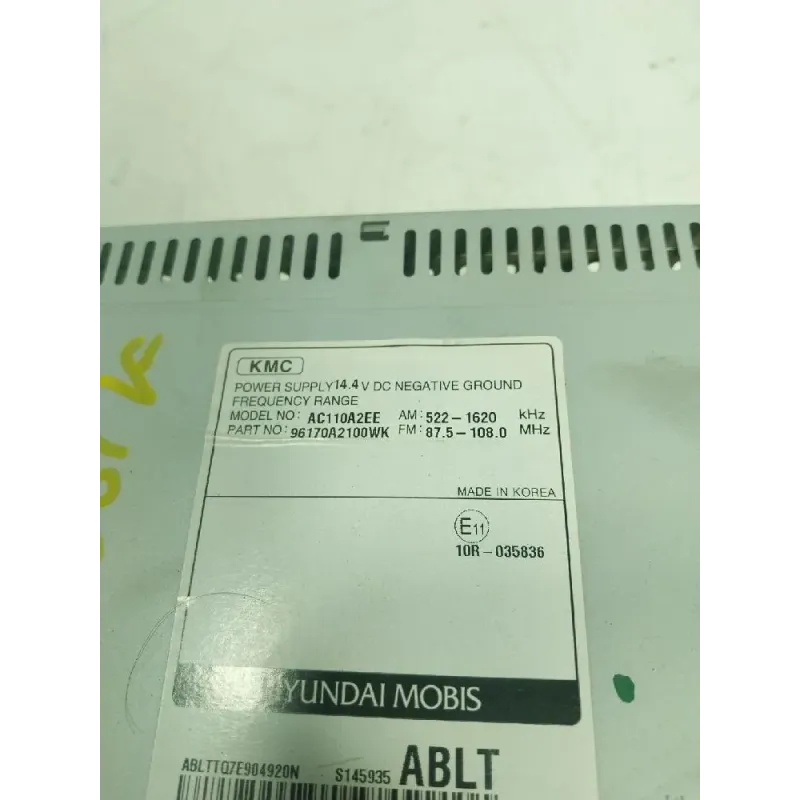 KMC
POWER SUPPLY 14.4 V DC NEGATIVE GROUND
FREQUENCY RANGE
MODEL NO: AC110A2EE AM: 522-1620 kHz
PART NO: 96170A2100WK FM: 87.5-108.0 MHz
MADE IN KOREA
E11
10R-035836
YUNDAI MOBIS
ABLTTQ7E904920N S145935 ABLT